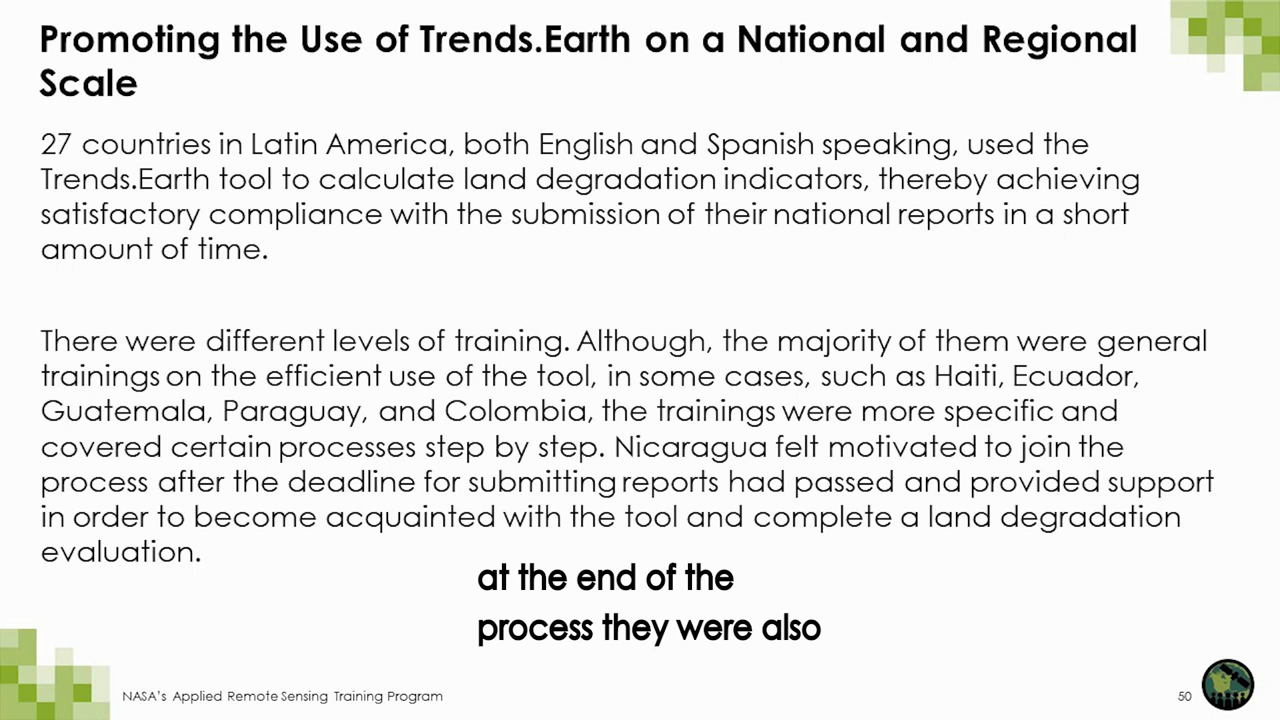 Promoting the Use of Trends.Earth on a National and Regional
Scale
27 countries in Latin America, both English and Spanish speaking, used the
Trends.Earth tool to calculate land degradation indicators, thereby achieving
satisfactory compliance with the submission of their national reports in a short
amount of time.
There were different levels of training. Although, the majority of them were general
trainings on the efficient use of the tool, in some cases, such as Haiti, Ecuador,
Guatemala, Paraguay, and Colombia, the trainings were more specific and
covered certain processes step by step. Nicaragua felt motivated to join the
process after the deadline for submitting reports had passed and provided support
in order to become acquainted with the tool and complete a land degradation
evaluation.
at the end of the
process they were also
NASA's Applied Remote Sensing Training Program
50